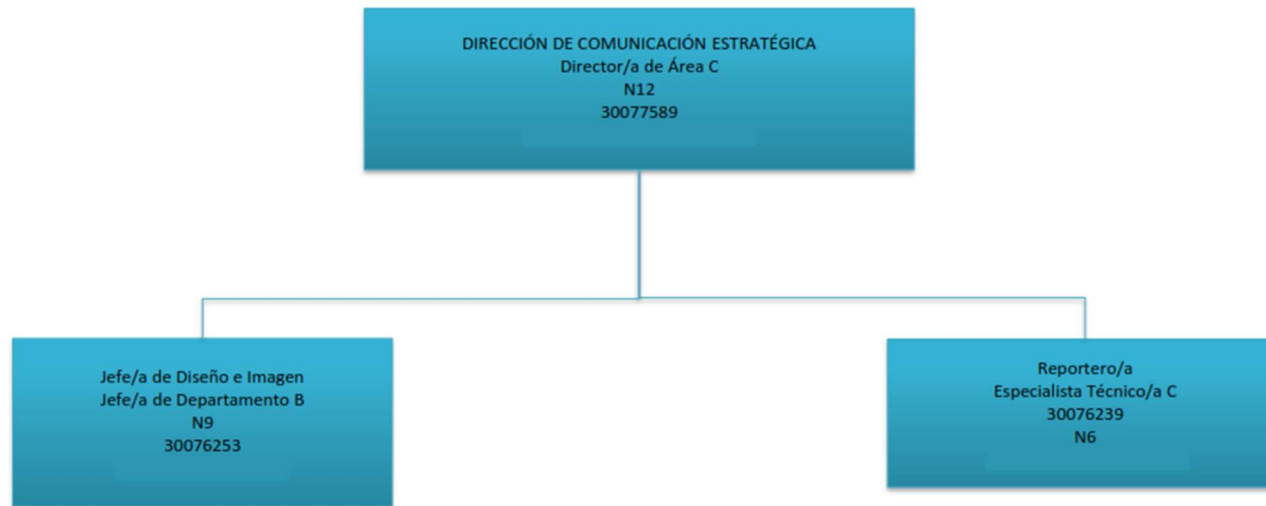 DIRECCIÓN DE COMUNICACIÓN ESTRATÉGICA
Director/a de Área C
N12
30077589
Jefe/a de Diseño e Imagen
Jefe/a de Departamento B
N9
30076253
Reportero/a
Especialista Técnico/a C
30076239
N6